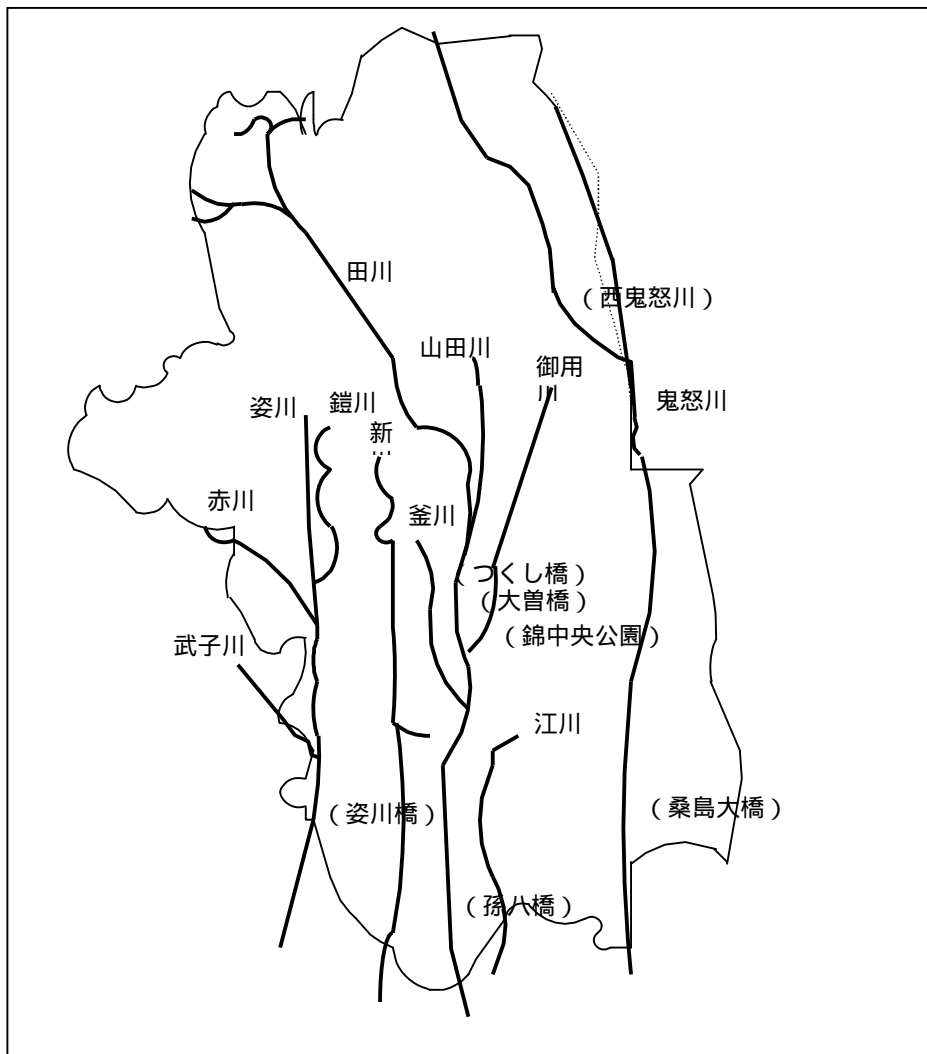 田川
（西鬼怒川）
山田川
御用
川
鬼怒川
姿川
鎧川
新
赤川
釜川
（つくし橋）
（大曽橋）
（錦中央公園）
武子川
江川
（姿川橋）
（桑島大橋）
（孫八橋）